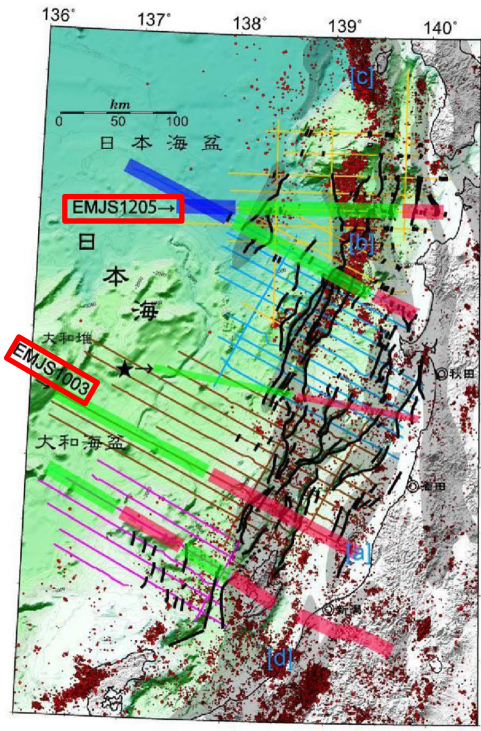 136° 137° 138° 139° 140°
[c]
km
0 50 100
日本海盆
EMJS1205→
[b]
日
本
海
大和堆
★→
秋田
EMJS1003
大和海盆
酒田
[a]
新潟
[d]